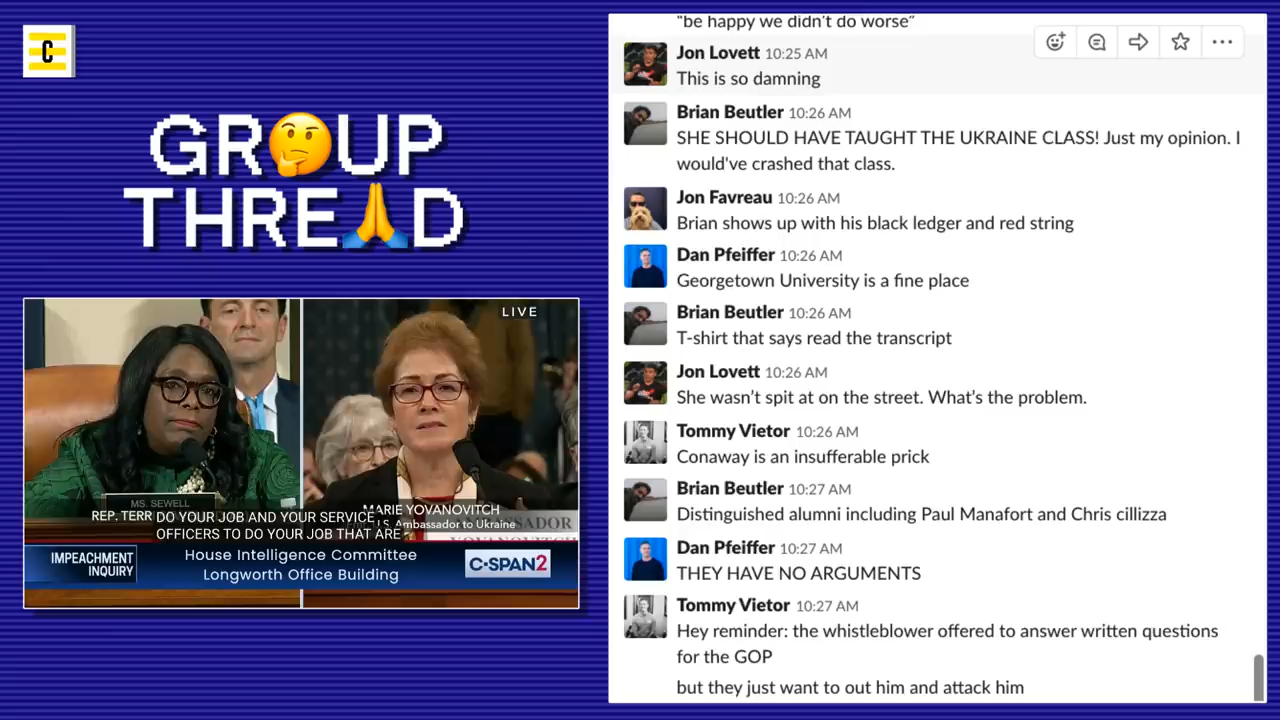 C
GR🤔UP
THRE🙏D
LIVE
MS. SEWELL
REP. TERR
DO YOUR JOB AND YOUR SERVICE
OFFICERS TO DO YOUR JOB THAT ARE
MARIE YOVANOVITCH
U.S. Ambassador to Ukraine
YOVANOVITCH
IMPEACHMENT
INQUIRY
House Intelligence Committee
Longworth Office Building
C-SPAN2
"be happy we didn't do worse"
Jon Lovett 10:25 AM
This is so damning
Brian Beutler 10:26 AM
SHE SHOULD HAVE TAUGHT THE UKRAINE CLASS! Just my opinion. I
would've crashed that class.
Jon Favreau 10:26 AM
Brian shows up with his black ledger and red string
Dan Pfeiffer 10:26 AM
Georgetown University is a fine place
Brian Beutler 10:26 AM
T-shirt that says read the transcript
Jon Lovett 10:26 AM
She wasn't spit at on the street. What's the problem.
Tommy Vietor 10:26 AM
Conaway is an insufferable prick
Brian Beutler 10:27 AM
Distinguished alumni including Paul Manafort and Chris cillizza
Dan Pfeiffer 10:27 AM
THEY HAVE NO ARGUMENTS
Tommy Vietor 10:27 AM
Hey reminder: the whistleblower offered to answer written questions
for the GOP
but they just want to out him and attack him